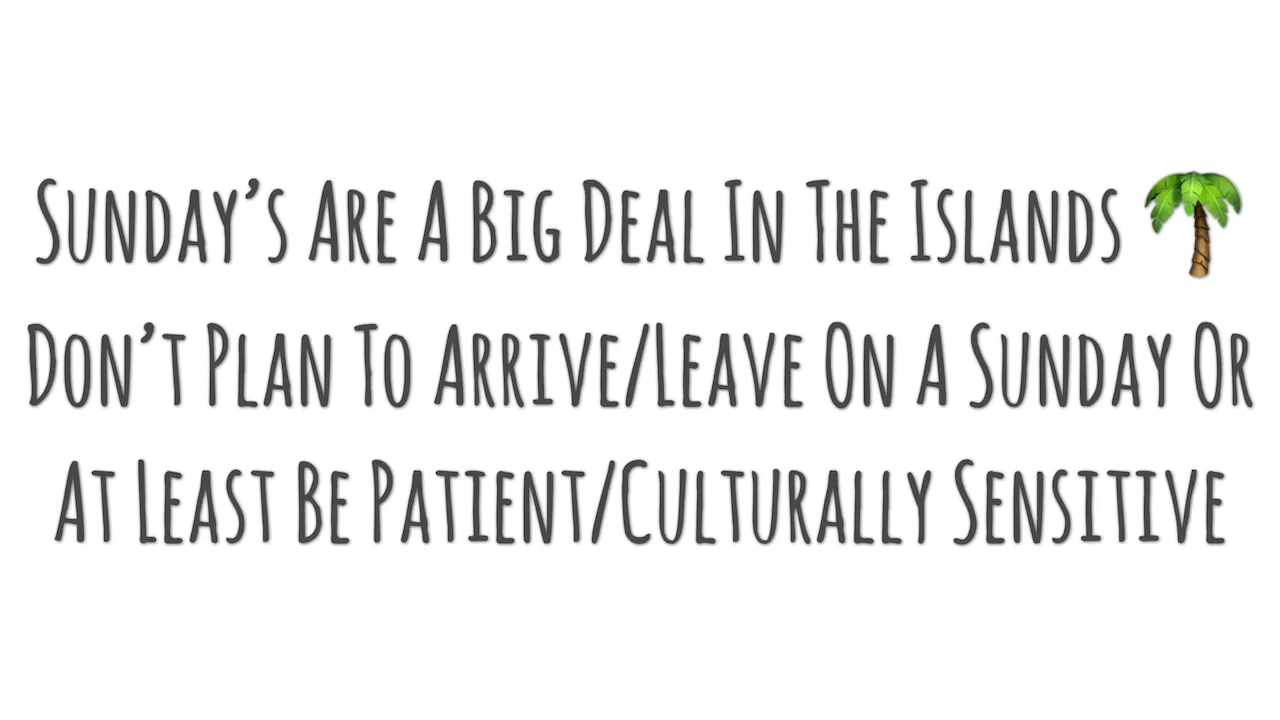 Sunday’s Are A Big Deal In The Islands 🌴
Don’t Plan To Arrive/Leave On A Sunday Or
At Least Be Patient/Culturally Sensitive